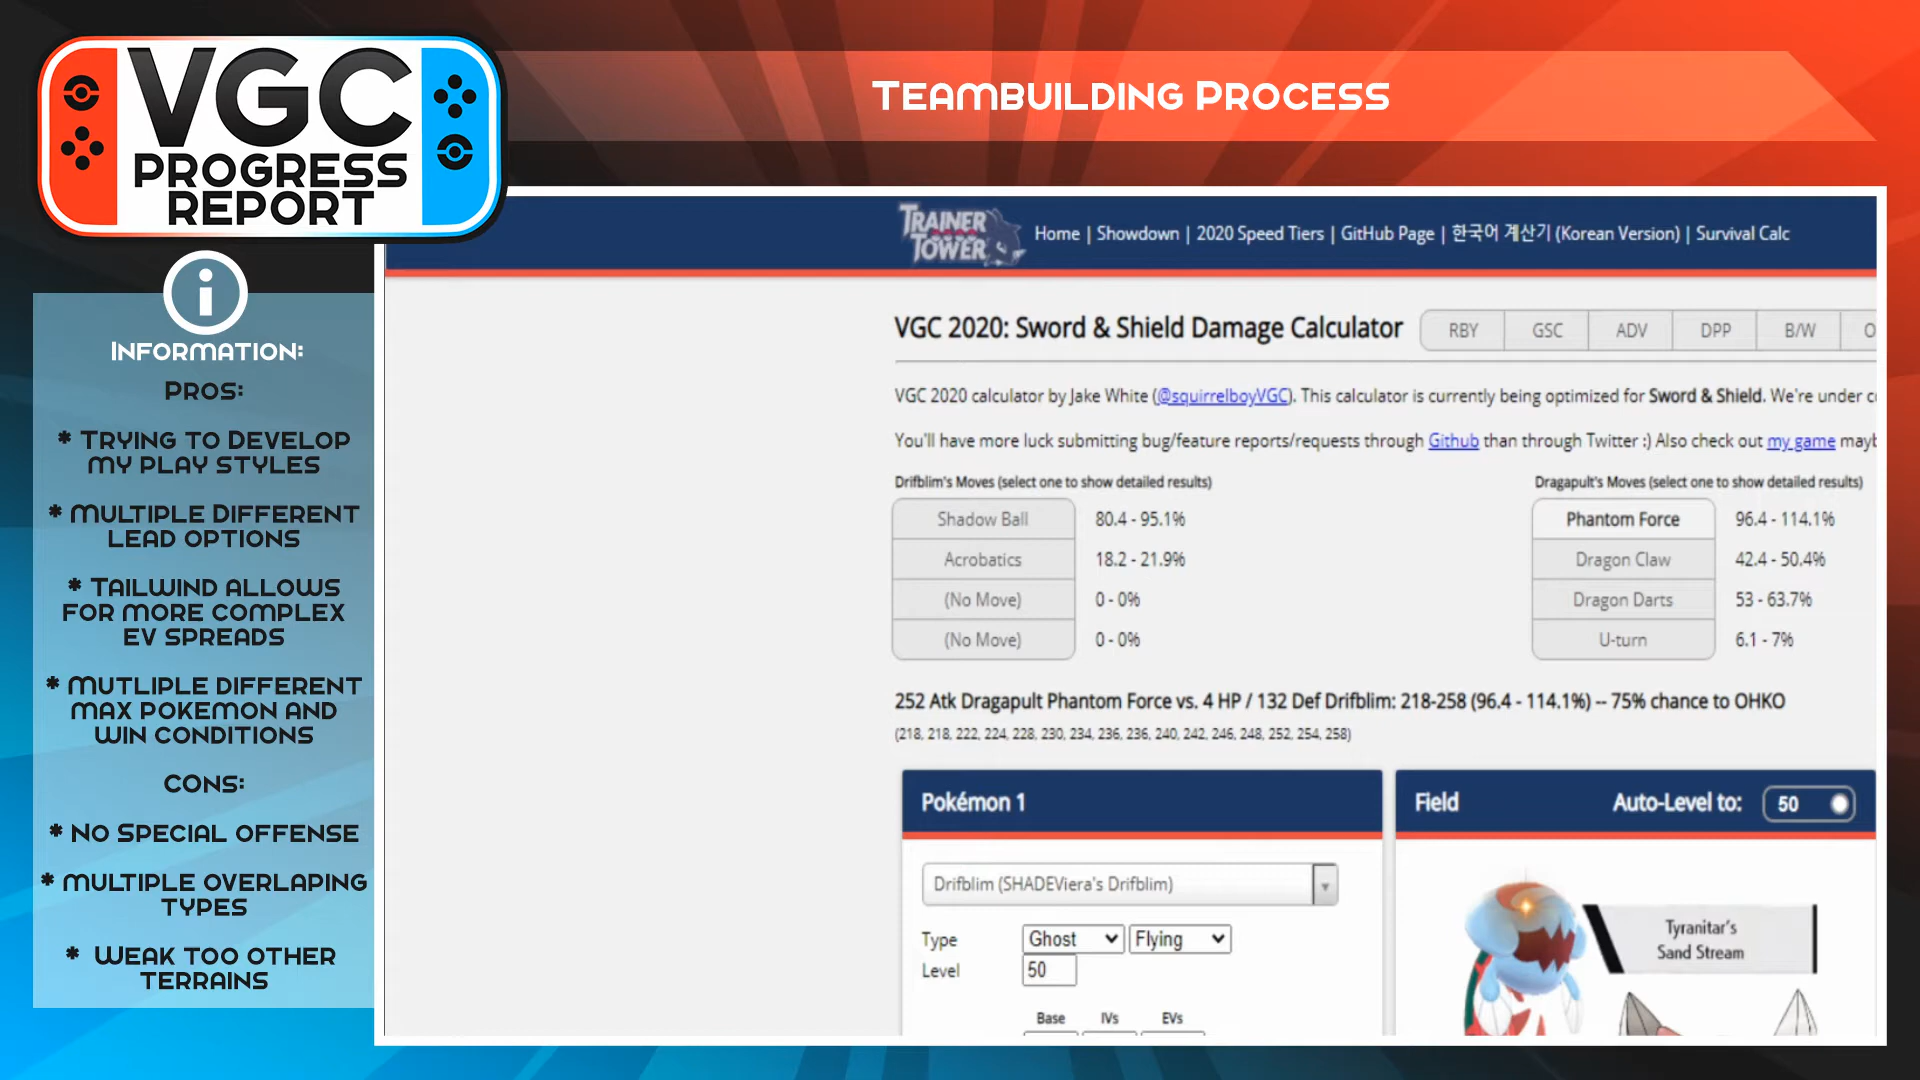 VGC
PROGRESS
REPORT
TEAMBUILDING PROCESS
INFORMATION:
PROS:
* TRYING TO DEVELOP
MY PLAY STYLES
* MULTIPLE DIFFERENT
LEAD OPTIONS
* TAILWIND ALLOWS
FOR MORE COMPLEX
EV SPREADS
* MUTLIPLE DIFFERENT
MAX POKEMON AND
WIN CONDITIONS
CONS:
* NO SPECIAL OFFENSE
* MULTIPLE OVERLAPING
TYPES
* WEAK TOO OTHER
TERRAINS
TRAINER
TOWER
Home | Showdown | 2020 Speed Tiers | GitHub Page | 한국어 계산기 (Korean Version) | Survival Calc
VGC 2020: Sword & Shield Damage Calculator
RBY GSC ADV DPP B/W O
VGC 2020 calculator by Jake White (@squirrelboyVGC). This calculator is currently being optimized for Sword & Shield. We're under c
You'll have more luck submitting bug/feature reports/requests through Github than through Twitter :) Also check out my game mayb
Drifblim's Moves (select one to show detailed results)
Shadow Ball 80.4 - 95.1%
Acrobatics 18.2 - 21.9%
(No Move) 0 - 0%
(No Move) 0 - 0%
Dragapult's Moves (select one to show detailed results)
Phantom Force 96.4 - 114.1%
Dragon Claw 42.4 - 50.4%
Dragon Darts 53 - 63.7%
U-turn 6.1 - 7%
252 Atk Dragapult Phantom Force vs. 4 HP / 132 Def Drifblim: 218-258 (96.4 - 114.1%) -- 75% chance to OHKO
(218, 218, 222, 224, 228, 230, 234, 236, 236, 240, 242, 246, 248, 252, 254, 258)
Pokémon 1
Drifblim (SHADEViera's Drifblim)
Type Ghost Flying
Level 50
Base IVs EVs
Field Auto-Level to: 50
Tyranitar's
Sand Stream